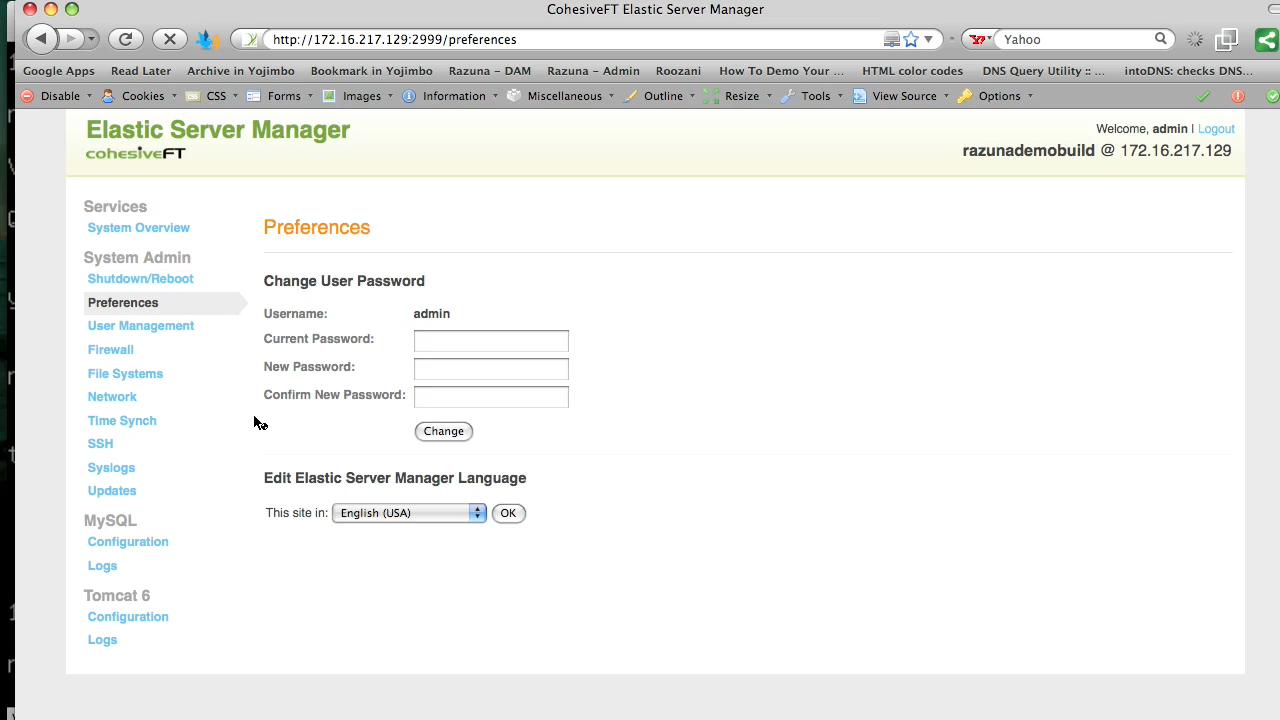 CohesiveFT Elastic Server Manager
http://172.16.217.129:2999/preferences
Yahoo
Google Apps Read Later Archive in Yojimbo Bookmark in Yojimbo Razuna - DAM Razuna - Admin Roozani How To Demo Your ... HTML color codes DNS Query Utility :: ... intoDNS: checks DNS...
Disable Cookies CSS Forms Images Information Miscellaneous Outline Resize Tools View Source Options
Elastic Server Manager
cohesiveFT
Welcome, admin | Logout
razunademobuild @ 172.16.217.129
Services
System Overview
System Admin
Shutdown/Reboot
Preferences
User Management
Firewall
File Systems
Network
Time Synch
SSH
Syslogs
Updates
MySQL
Configuration
Logs
Tomcat 6
Configuration
Logs
Preferences
Change User Password
Username: admin
Current Password:
New Password:
Confirm New Password:
Change
Edit Elastic Server Manager Language
This site in: English (USA) OK